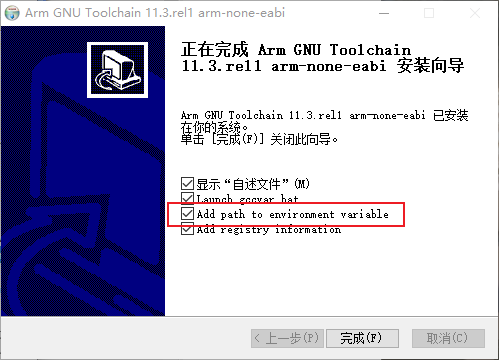 Arm GNU Toolchain 11.3.rel1 arm-none-eabi
正在完成 Arm GNU Toolchain
11.3.rel1 arm-none-eabi 安装向导
Arm GNU Toolchain 11.3.rel1 arm-none-eabi 已安装
在你的系统。
单击 [完成(F)] 关闭此向导。
显示“自述文件”(M)
Launch gccvar.bat
Add path to environment variable
Add registry information
< 上一步(P)
完成(F)
取消(C)